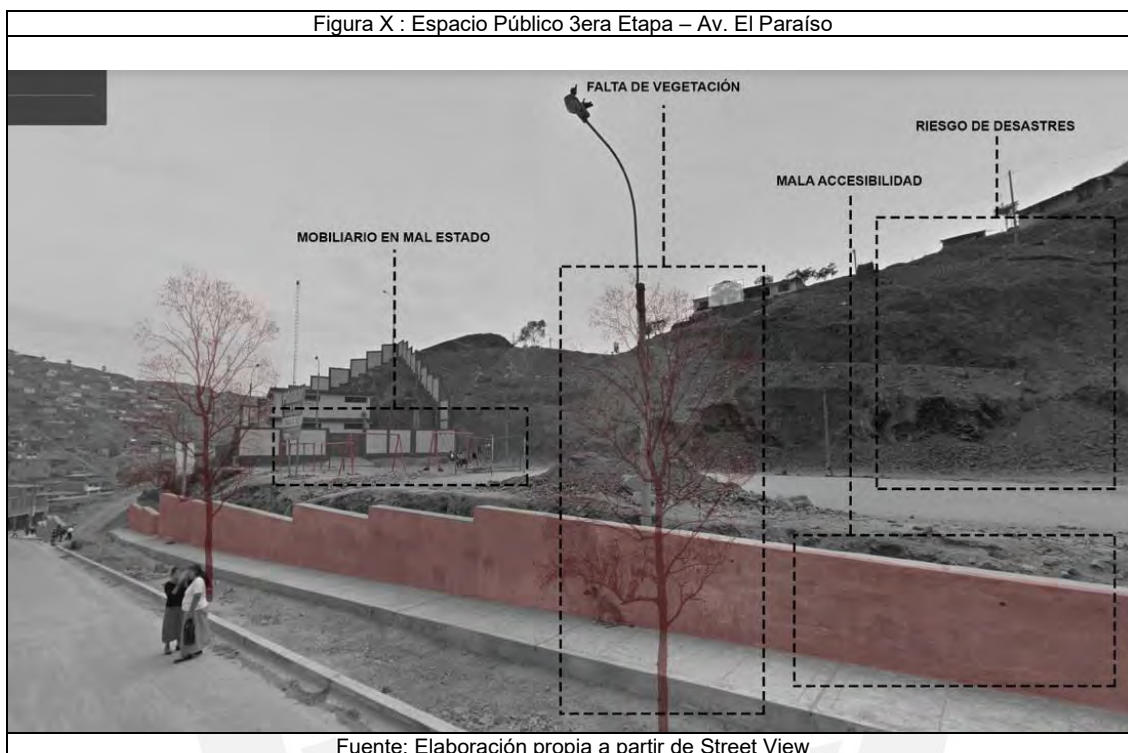 Figura X : Espacio Público 3era Etapa – Av. El Paraíso
FALTA DE VEGETACIÓN
RIESGO DE DESASTRES
MALA ACCESIBILIDAD
MOBILIARIO EN MAL ESTADO
Fuente: Elaboración propia a partir de Street View